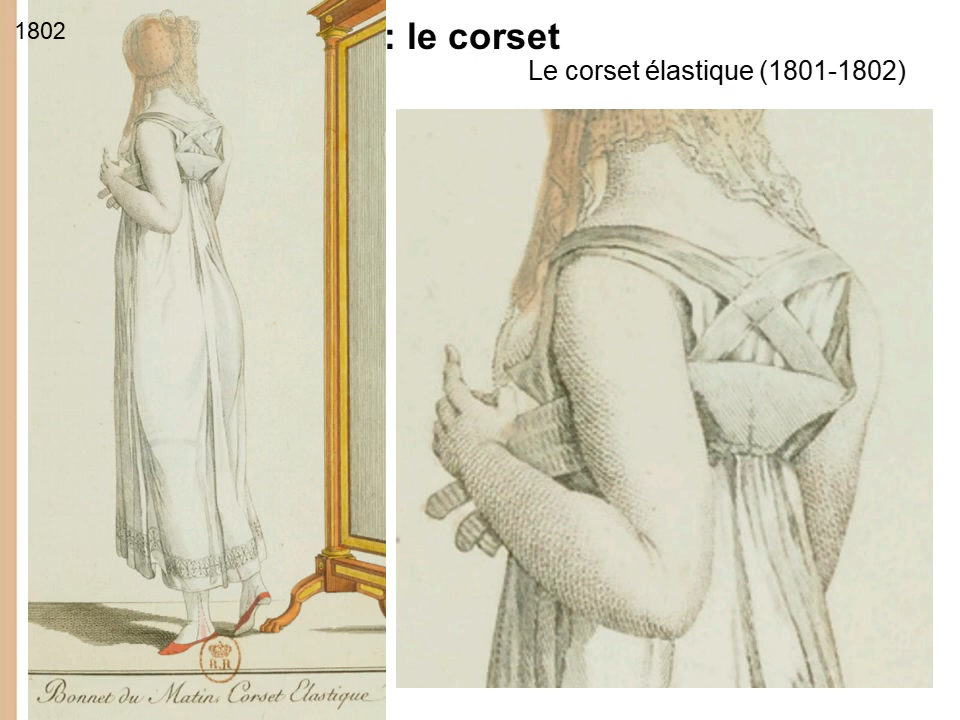 1802
: le corset
Le corset élastique (1801-1802)
B.R
Bonnet du Matin. Corset Elastique